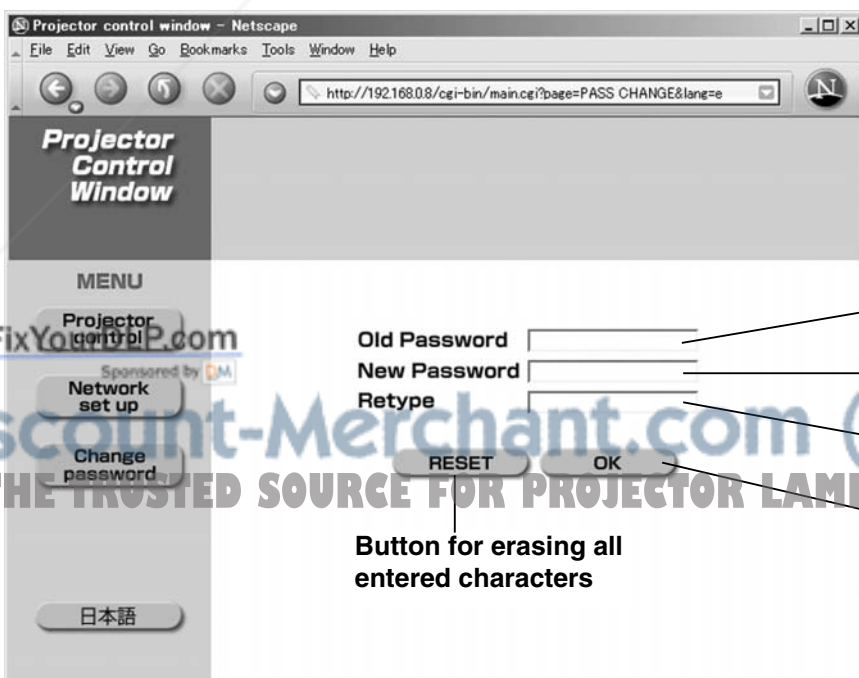 Projector control window - Netscape
File Edit View Go Bookmarks Tools Window Help
http://192.168.0.8/cgi-bin/main.cgi?page=PASS CHANGE&lang=e
N
Projector
Control
Window
MENU
Projector
control
FixYourDLP.com
Sponsored by DM
Network
set up
Change
password
日本語
Old Password
New Password
Retype
RESET OK
scount-Merchant.com (
THE TRUSTED SOURCE FOR PROJECTOR LAMP
Button for erasing all
entered characters